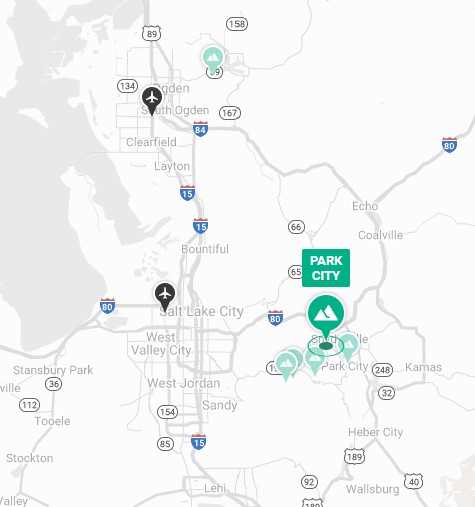 158
89
39
134
Ogden
South Ogden
167
84
80
Clearfield
Layton
15
Echo
15
66
Coalville
Bountiful
PARK
CITY
65
80
Salt Lake City
80
West
Valley City
Park City
Stansbury Park
248
Kamas
36
West Jordan
32
112
Sandy
154
Tooele
Heber City
85
15
189
Stockton
92
40
Lehi
Wallsburg
189
Valley